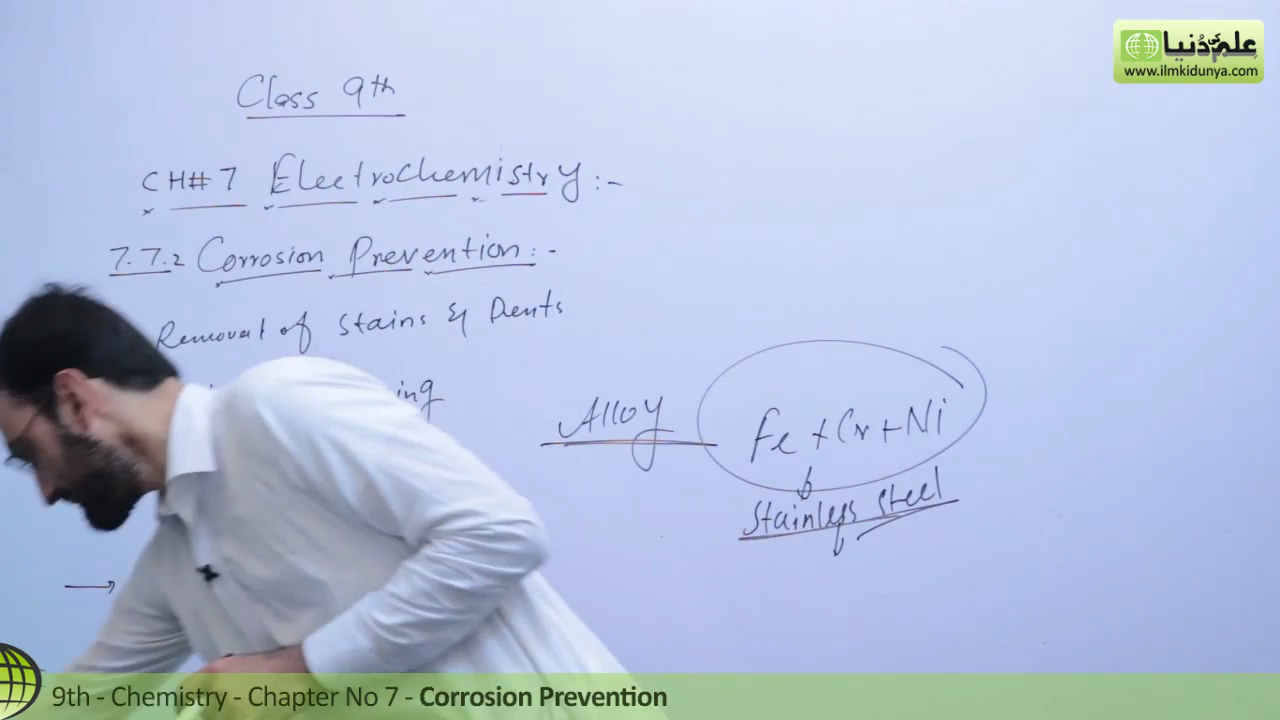 علم کی دنیا
www.ilmkidunya.com
Class 9th
CH#7 Electrochemistry:-
7.7.2 Corrosion Prevention:-
Removal of Stains & Dents
ing
Alloy
Fe + Cr + Ni
Stainless Steel
9th - Chemistry - Chapter No 7 - Corrosion Prevention